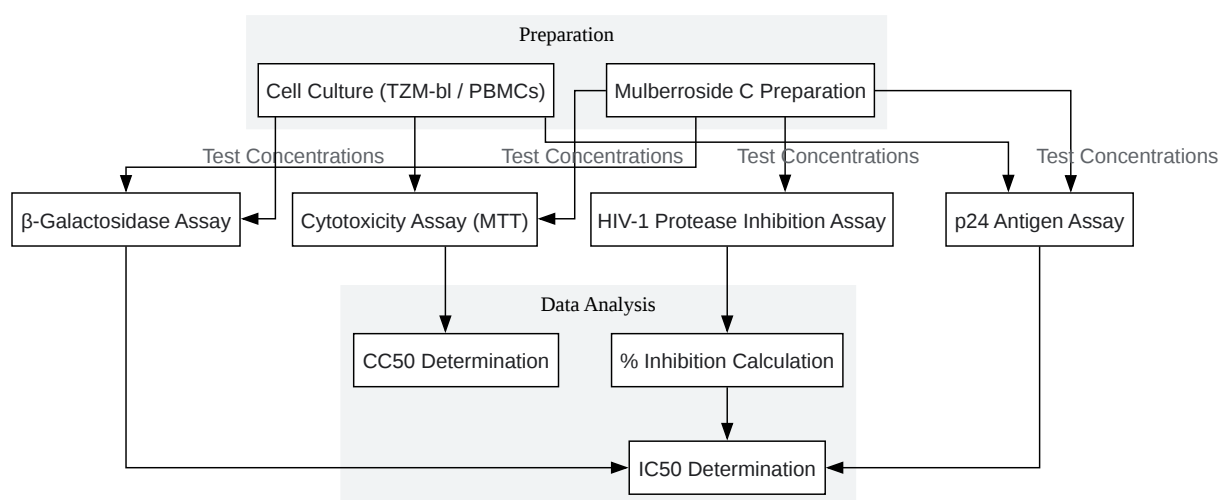 Preparation
Cell Culture (TZM-bl / PBMCs)
Mulberroside C Preparation
Test Concentrations
Test Concentrations
Test Concentrations
Test Concentrations
β-Galactosidase Assay
Cytotoxicity Assay (MTT)
HIV-1 Protease Inhibition Assay
p24 Antigen Assay
Data Analysis
CC50 Determination
% Inhibition Calculation
IC50 Determination